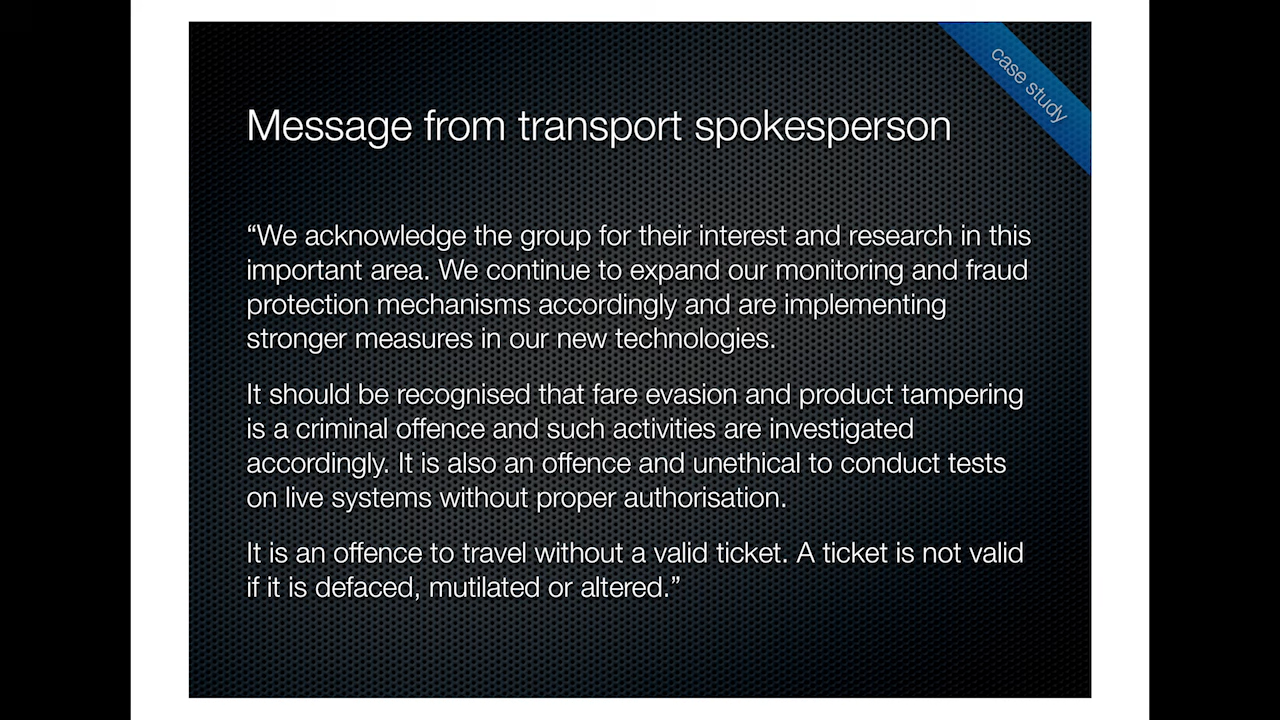 case study
Message from transport spokesperson
“We acknowledge the group for their interest and research in this
important area. We continue to expand our monitoring and fraud
protection mechanisms accordingly and are implementing
stronger measures in our new technologies.
It should be recognised that fare evasion and product tampering
is a criminal offence and such activities are investigated
accordingly. It is also an offence and unethical to conduct tests
on live systems without proper authorisation.
It is an offence to travel without a valid ticket. A ticket is not valid
if it is defaced, mutilated or altered.”